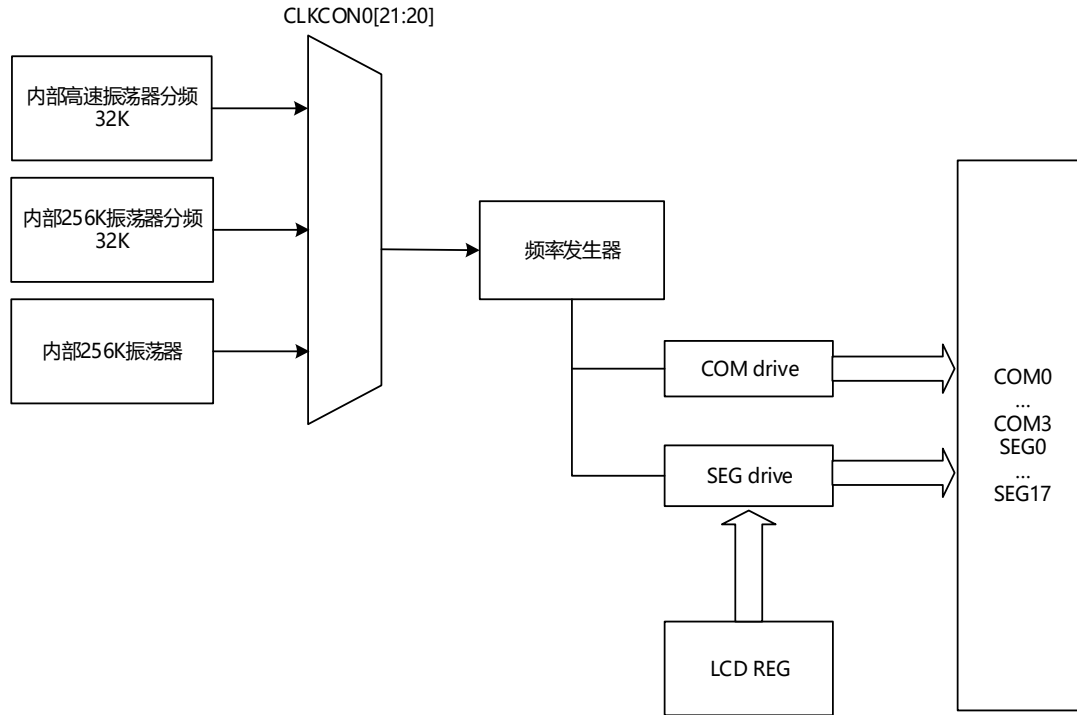 CLKCON0[21:20]
内部高速振荡器分频
32K
内部256K振荡器分频
32K
内部256K振荡器
频率发生器
COM drive
SEG drive
LCD REG
COM0
...
COM3
SEG0
...
SEG17